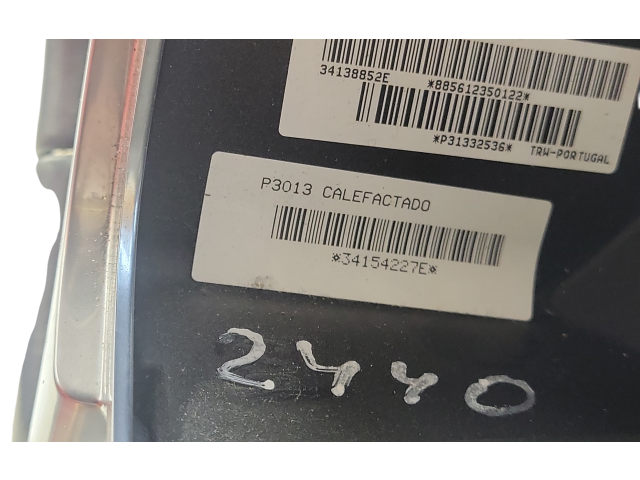 34138852E *885612350122*
*P31332536* TRW-PORTUGAL
P3013 CALEFACTADO
*34154227E*
2440